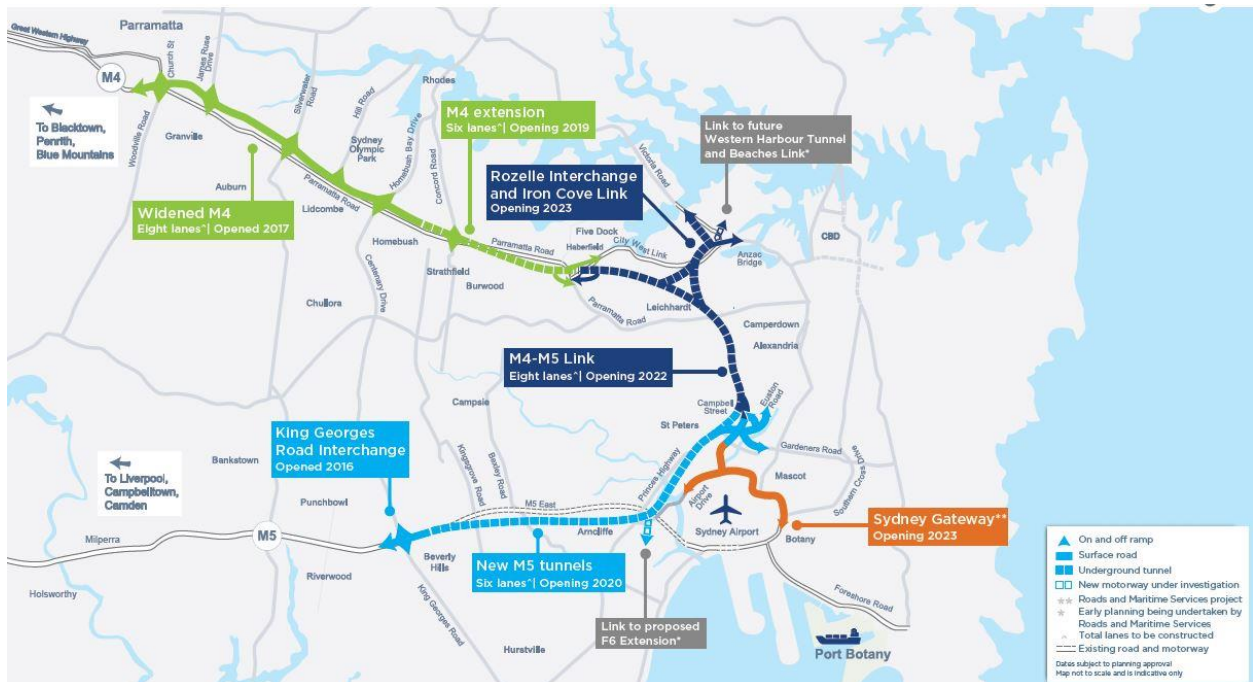 Parramatta
Great Western Highway
Church St
James Ruse
Drive
M4
Silverwater
Road
Hill Road
Rhodes
Homebush Bay Drive
Concord Road
To Blacktown,
Penrith,
Blue Mountains
Woodville Road
Granville
Sydney
Olympic
Park
M4 extension
Six lanes^| Opening 2019
Link to future
Western Harbour Tunnel
and Beaches Link*
Victoria Road
Rozelle Interchange
and Iron Cove Link
Opening 2023
Auburn
Parramatta Road
Lidcombe
Widened M4
Eight lanes^| Opened 2017
Homebush
Parramatta Road
Five Dock
Haberfield
City West Link
Anzac
Bridge
CBD
Strathfield
Burwood
Centenary Drive
Chullora
Parramatta Road
Leichhardt
Camperdown
Alexandria
M4-M5 Link
Eight lanes^| Opening 2022
Campsie
Campbell
Street
Euston
Road
St Peters
King Georges
Road Interchange
Opened 2016
Gardeners Road
Kingsgrove Road
Bexley Road
Princes Highway
Mascot
Southern Cross Drive
To Liverpool,
Campbelltown,
Camden
Bankstown
Punchbowl
M5 East
Airport
Drive
Arncliffe
Sydney Airport
Botany
Sydney Gateway**
Opening 2023
Milperra
M5
Beverly
Hills
New M5 tunnels
Six lanes^| Opening 2020
Riverwood
Holsworthy
King Georges Road
Foreshore Road
Link to proposed
F6 Extension*
Hurstville
Port Botany
On and off ramp
Surface road
Underground tunnel
New motorway under investigation
** Roads and Maritime Services project
* Early planning being undertaken by
Roads and Maritime Services
^ Total lanes to be constructed
Existing road and motorway
Dates subject to planning approval
Map not to scale and is indicative only